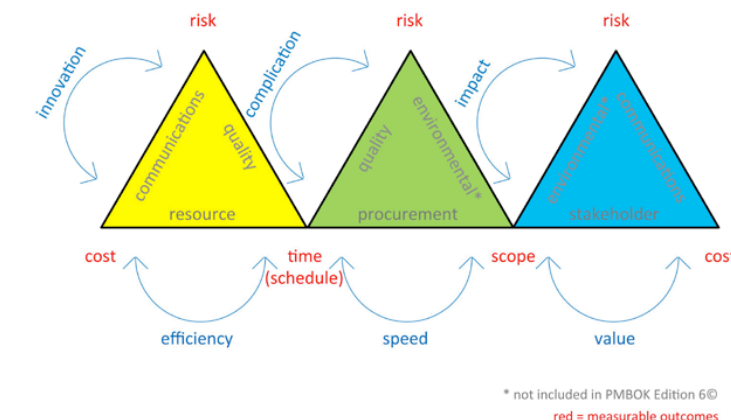 risk
risk
risk
innovation
complication
impact
communications
quality
quality
environmental*
environmental*
communications
resource
procurement
stakeholder
cost
time
(schedule)
scope
cos
efficiency
speed
value
* not included in PMBOK Edition 6©
red = measurable outcomes